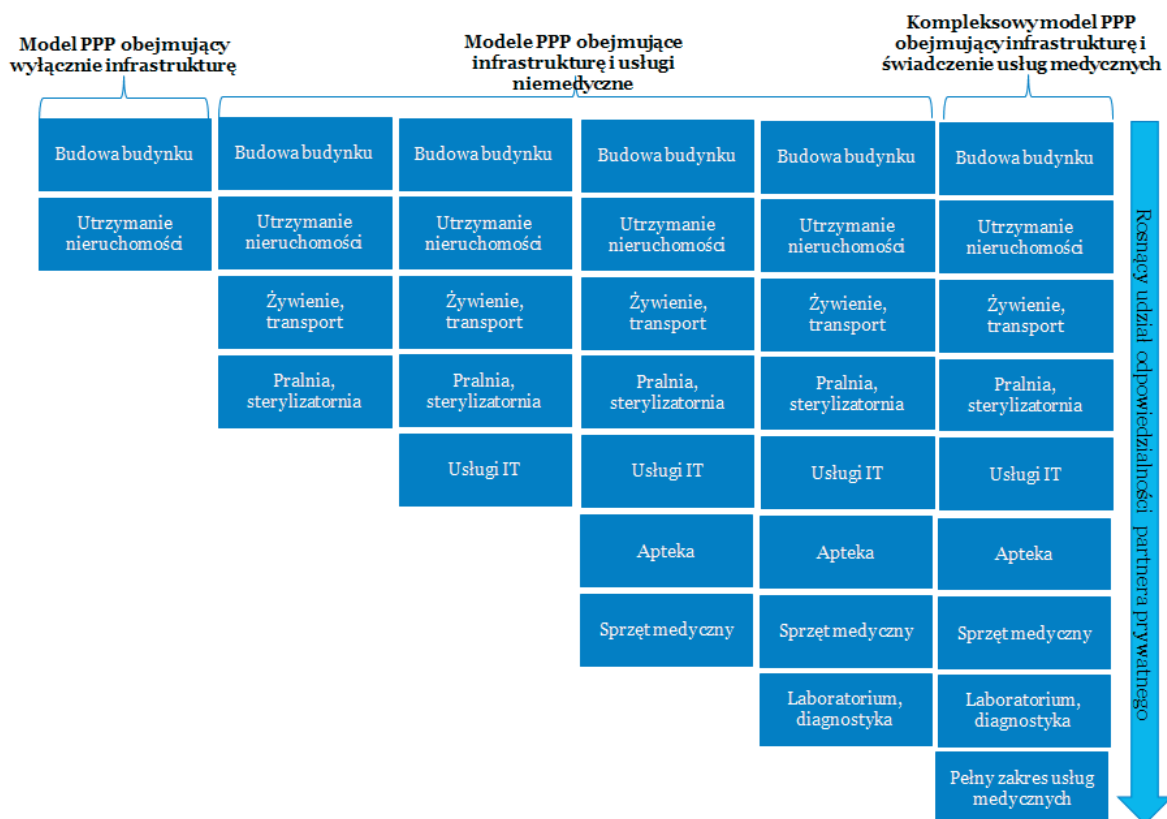 Model PPP obejmujący
wyłącznie infrastrukturę
Modele PPP obejmujące
infrastrukturę i usługi
niemedyczne
Kompleksowy model PPP
obejmujący infrastrukturę i
świadczenie usług medycznych
Budowa budynku
Budowa budynku
Budowa budynku
Budowa budynku
Budowa budynku
Budowa budynku
Utrzymanie
nieruchomości
Utrzymanie
nieruchomości
Utrzymanie
nieruchomości
Utrzymanie
nieruchomości
Utrzymanie
nieruchomości
Utrzymanie
nieruchomości
Żywienie,
transport
Żywienie,
transport
Żywienie,
transport
Żywienie,
transport
Żywienie,
transport
Pralnia,
sterylizatornia
Pralnia,
sterylizatornia
Pralnia,
sterylizatornia
Pralnia,
sterylizatornia
Pralnia,
sterylizatornia
Usługi IT
Usługi IT
Usługi IT
Usługi IT
Apteka
Apteka
Apteka
Sprzęt medyczny
Sprzęt medyczny
Sprzęt medyczny
Laboratorium,
diagnostyka
Laboratorium,
diagnostyka
Pełny zakres usług
medycznych
Rosnący udział odpowiedzialności partnera prywatnego